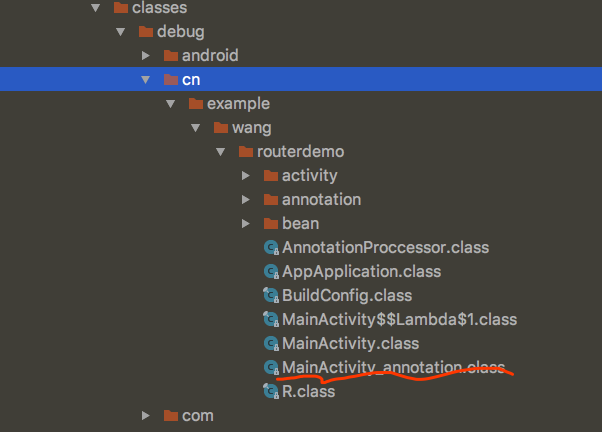 classes
debug
android
cn
example
wang
routerdemo
activity
annotation
bean
AnnotationProccessor.class
AppApplication.class
BuildConfig.class
MainActivity$$Lambda$1.class
MainActivity.class
MainActivity_annotation.class
R.class
com